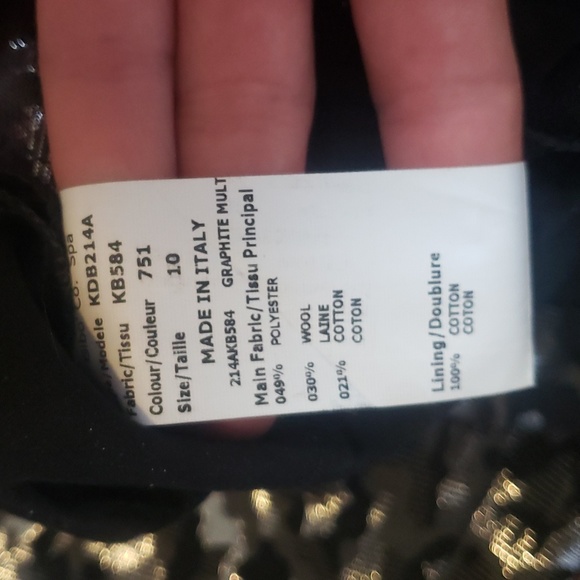 Co. Spa
Modele KDB214A
Fabric/Tissu KB584
Colour/Couleur 751
Size/Taille 10
MADE IN ITALY
214AKB584 GRAPHITE MULT
Main Fabric/Tissu Principal
049% POLYESTER
030% WOOL
LAINE
021% COTTON
COTON
Lining/Doublure
100% COTTON
COTON